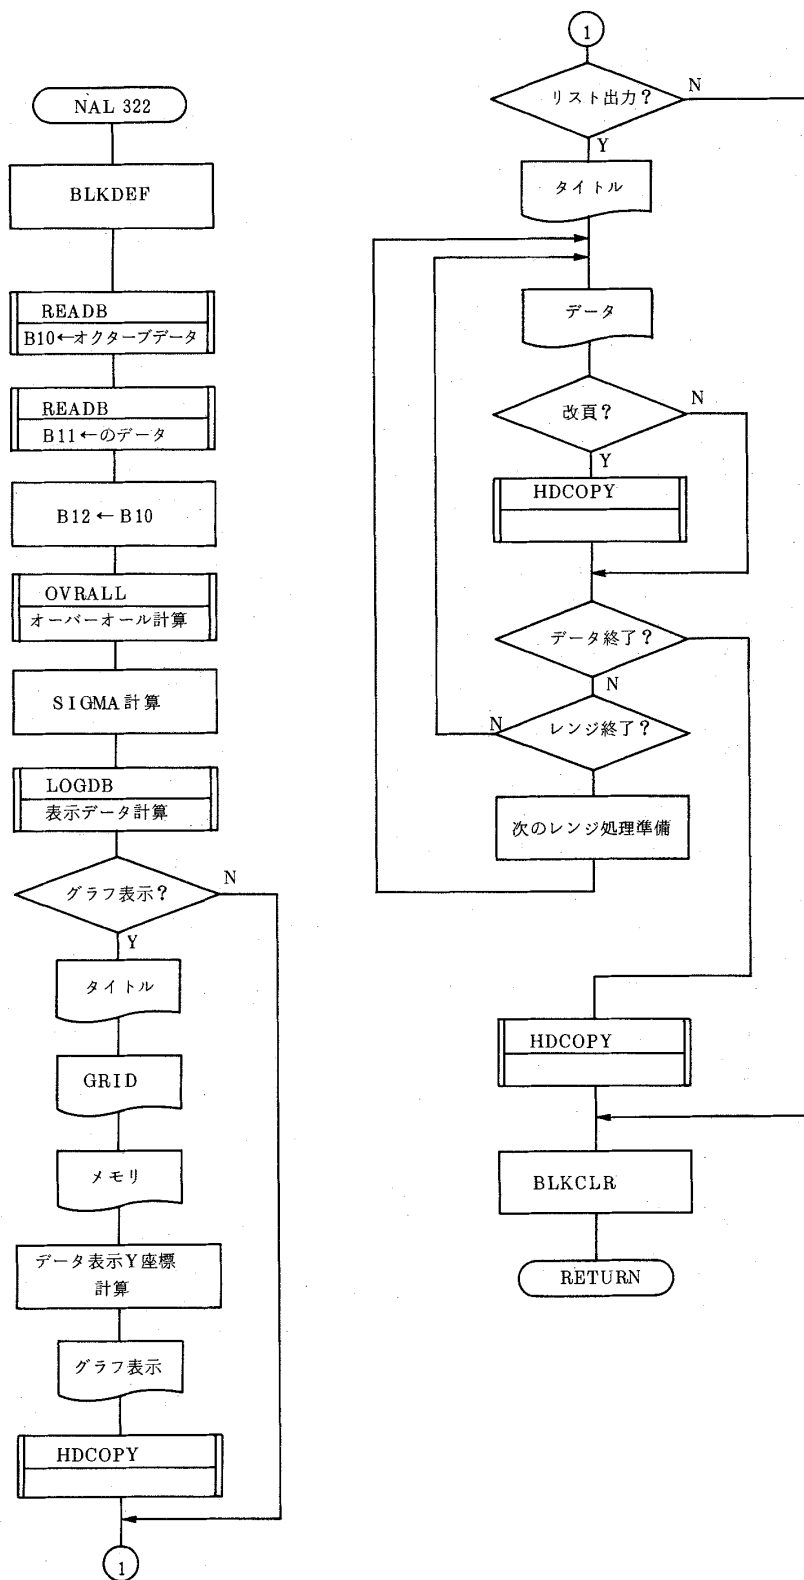 NAL 322
BLKDEF
READB
B10←オクターブデータ
READB
B11←のデータ
B12←B10
OVRALL
オーバーオール計算
SIGMA計算
LOGDB
表示データ計算
グラフ表示?
N
Y
タイトル
GRID
メモリ
データ表示Y座標
計算
グラフ表示
HDCOPY
1
1
リスト出力?
N
Y
タイトル
データ
改頁?
N
Y
HDCOPY
データ終了?
N
レンジ終了?
N
次のレンジ処理準備
HDCOPY
BLKCLR
RETURN